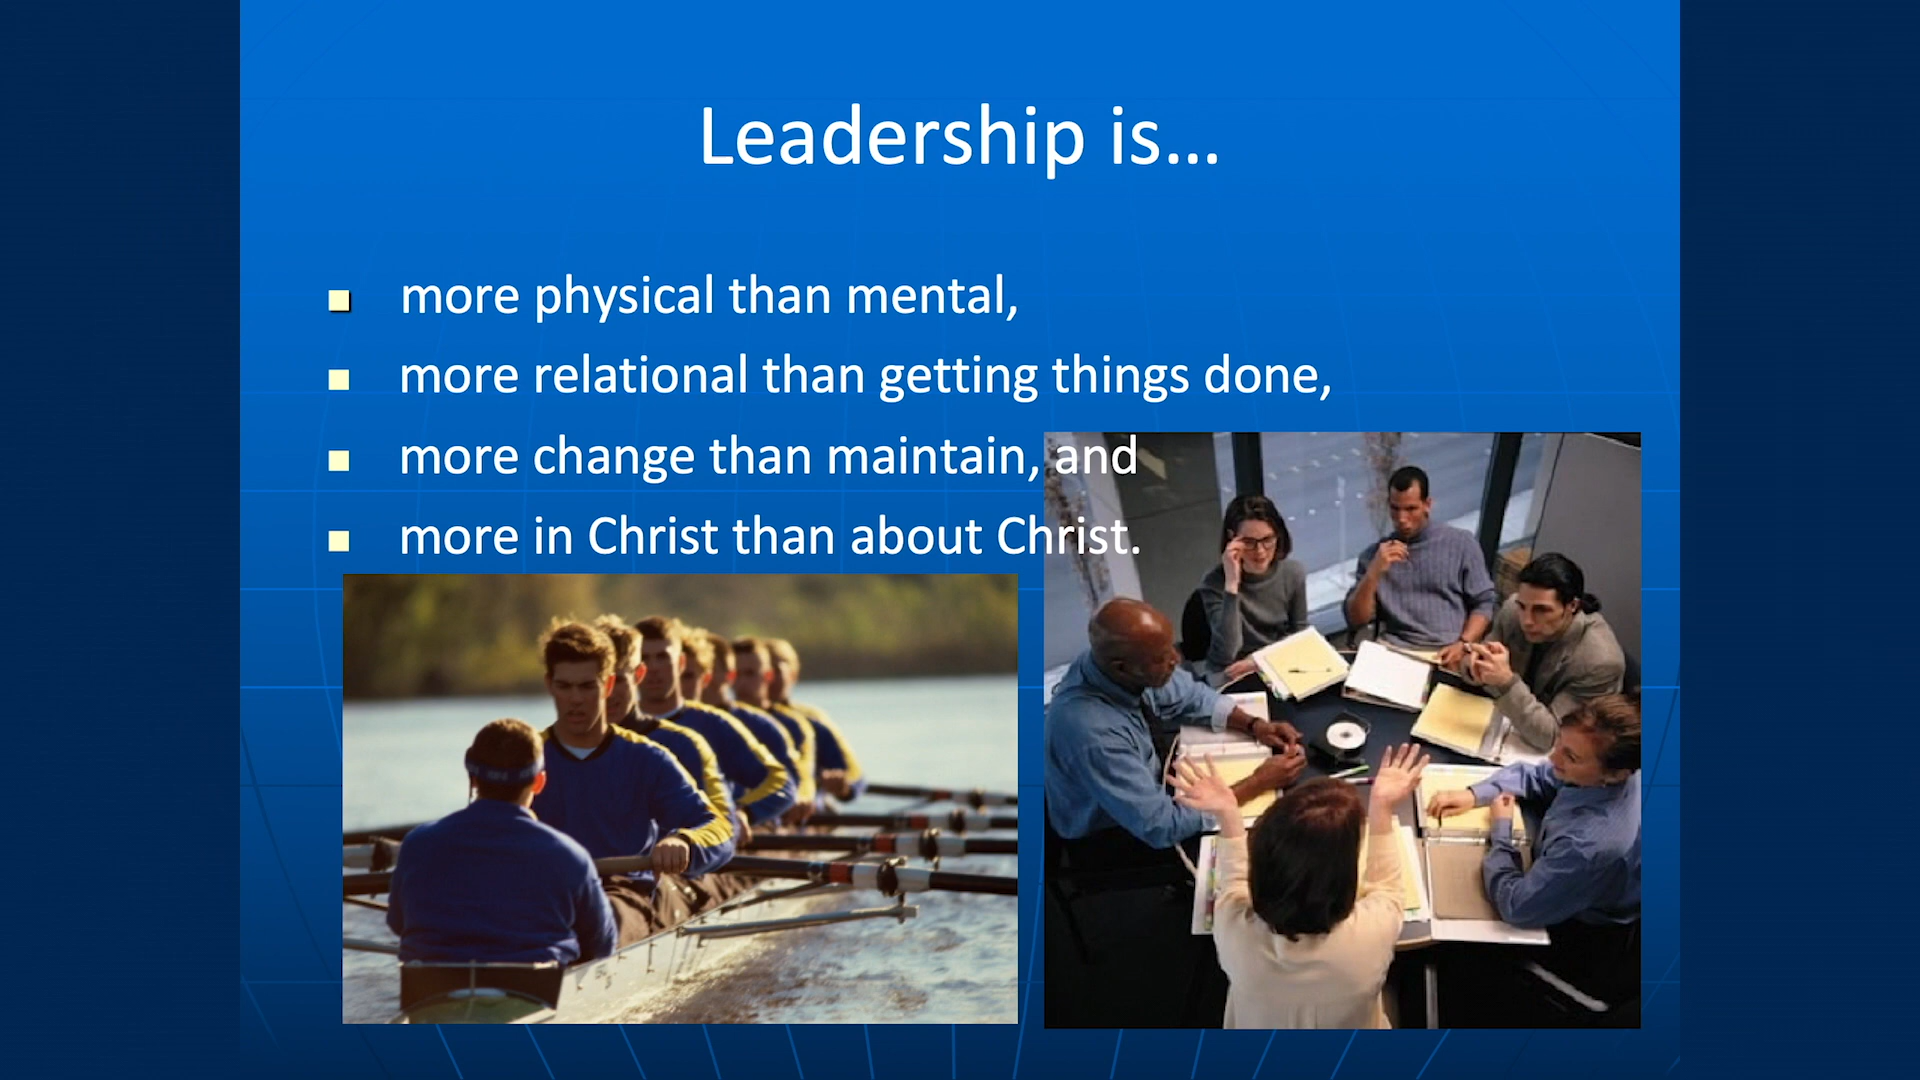 Leadership is...
more physical than mental,
more relational than getting things done,
more change than maintain, and
more in Christ than about Christ.